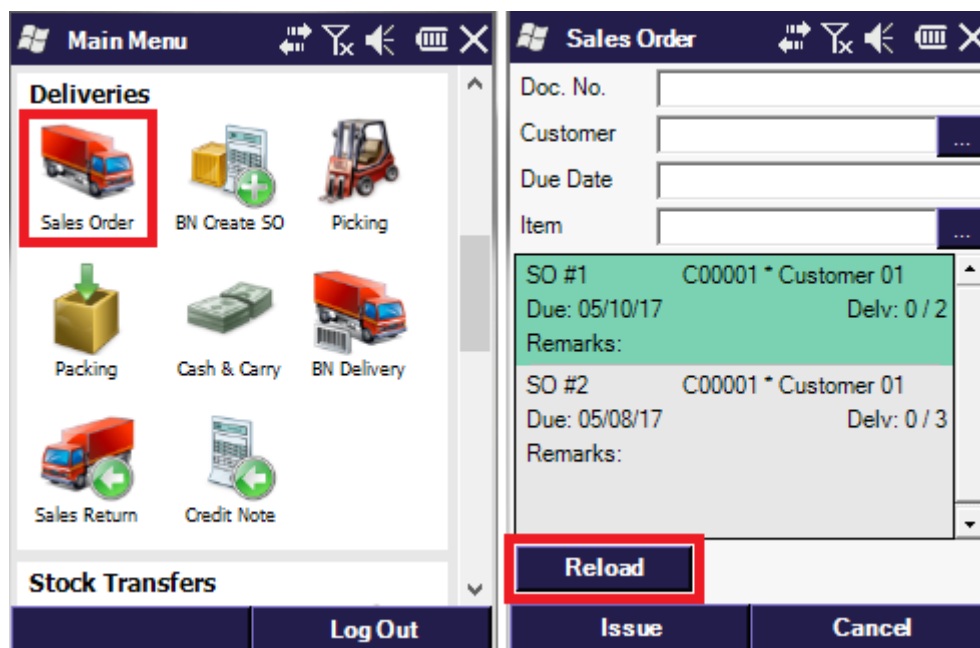 Main Menu
Deliveries
Sales Order
BN Create SO
Picking
Packing
Cash & Carry
BN Delivery
Sales Return
Credit Note
Stock Transfers
Log Out
Sales Order
Doc. No.
Customer
...
Due Date
Item
...
SO #1 C00001 * Customer 01
Due: 05/10/17 Delv: 0 / 2
Remarks:
SO #2 C00001 * Customer 01
Due: 05/08/17 Delv: 0 / 3
Remarks:
Reload
Issue Cancel